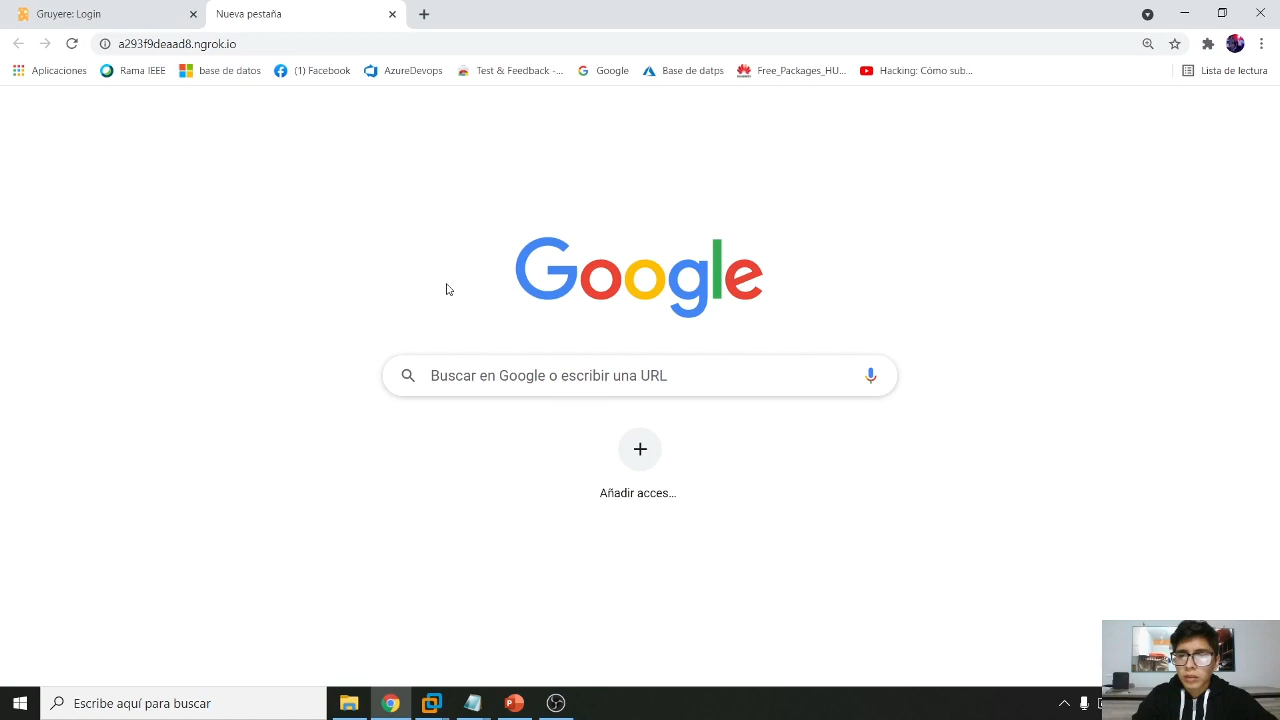 Gruyere: Login
Nueva pestaña
a293f9deaad8.ngrok.io
Aplicaciones
Rama IEEE
base de datos
(1) Facebook
AzureDevops
Test & Feedback -...
Google
Base de datps
Free_Packages_HU...
Hacking: Cómo sub...
Lista de lectura
Google
Buscar en Google o escribir una URL
Añadir acces...
Escribe aquí para buscar